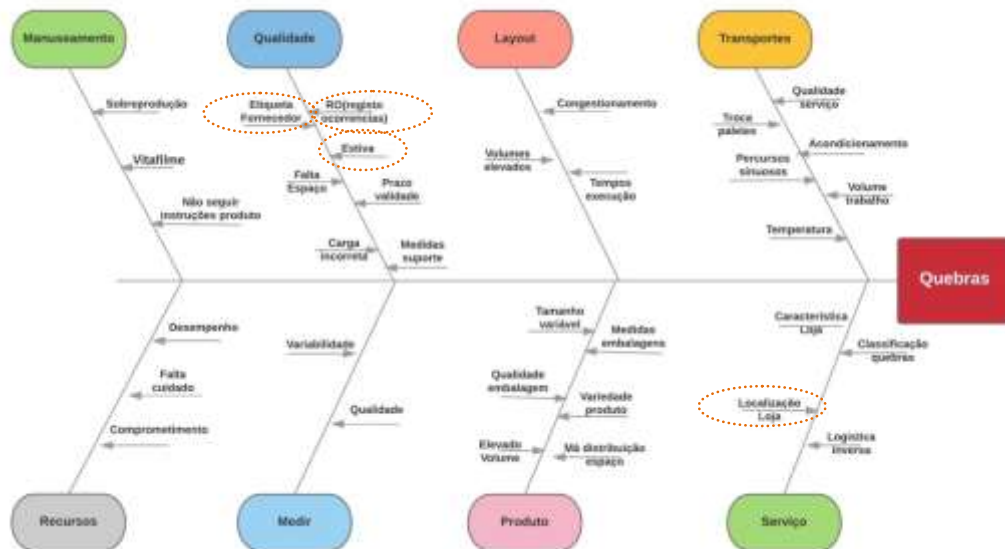 Manuseamento
Qualidade
Layout
Transportes
Sobreprodução
Vitafilme
Não seguir
instruções produto
Etiqueta
Fornecedor
RO(registo
ocorrencias)
Estiva
Falta
Espaço
Prazo
validade
Carga
incorreta
Medidas
suporte
Congestionamento
Volumes
elevados
Tempos
execução
Qualidade
serviço
Troca
paletes
Acondicionamento
Percursos
sinuosos
Volume
trabalho
Temperatura
Quebras
Desempenho
Falta
cuidado
Comprometimento
Variabilidade
Qualidade
Tamanho
variável
Medidas
embalagens
Qualidade
embalagem
Variedade
produto
Elevado
Volume
Má distribuição
espaço
Característica
Loja
Classificação
quebras
Localização
Loja
Logística
inversa
Recursos
Medir
Produto
Serviço